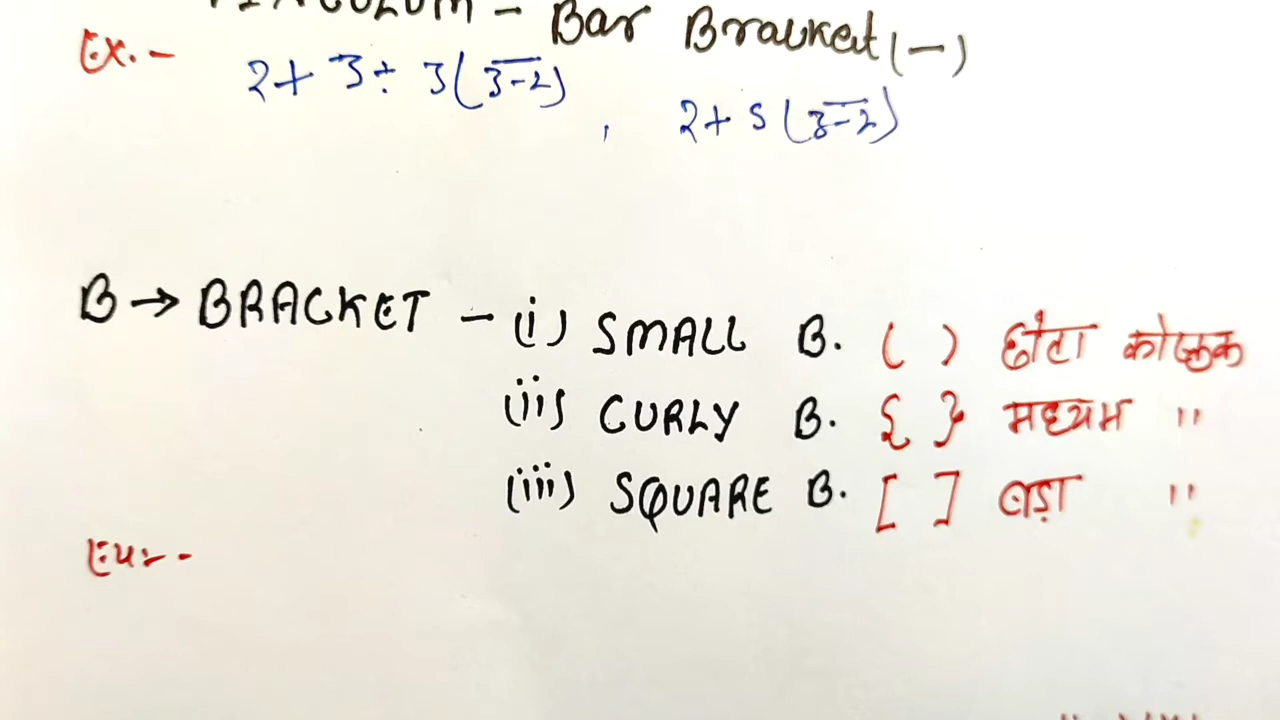 VINCULUM - Bar Bracket (—)
Ex.- 2 + 3 ÷ 3(3̅-̅2̅) , 2 + 5 (3̅-̅2̅)
B → BRACKET - (i) SMALL B. ( ) छोटा कोष्ठक
(ii) CURLY B. { } मध्यम "
(iii) SQUARE B. [ ] बड़ा "